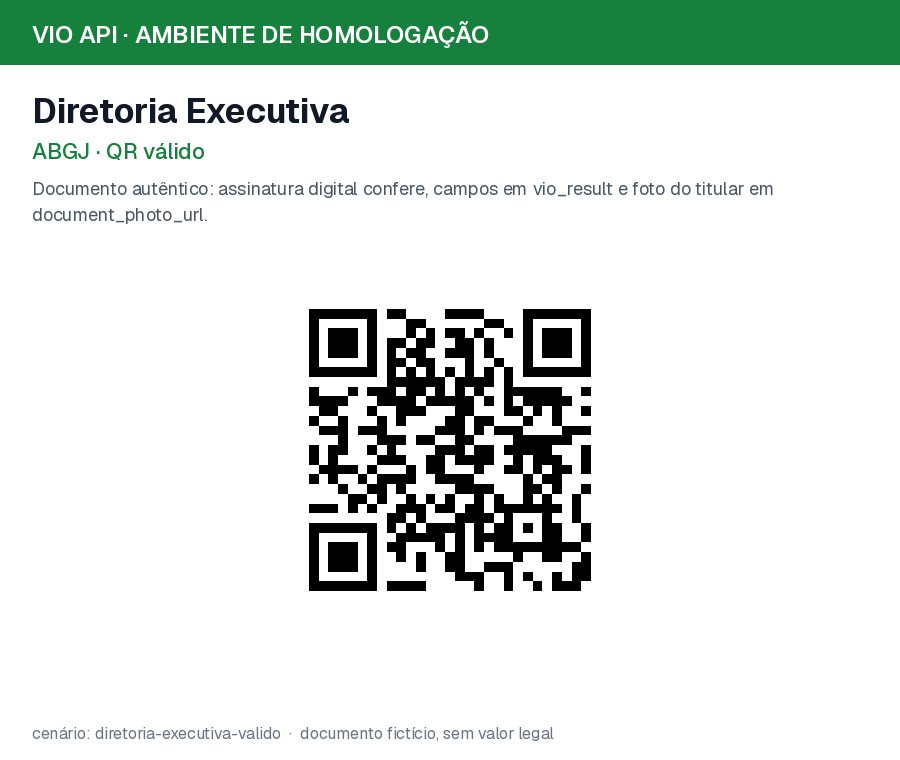 VIO API · AMBIENTE DE HOMOLOGAÇÃO
Diretoria Executiva
ABGJ · QR válido
Documento autêntico: assinatura digital confere, campos em vio_result e foto do titular em
document_photo_url.
cenário: diretoria-executiva-valido · documento fictício, sem valor legal